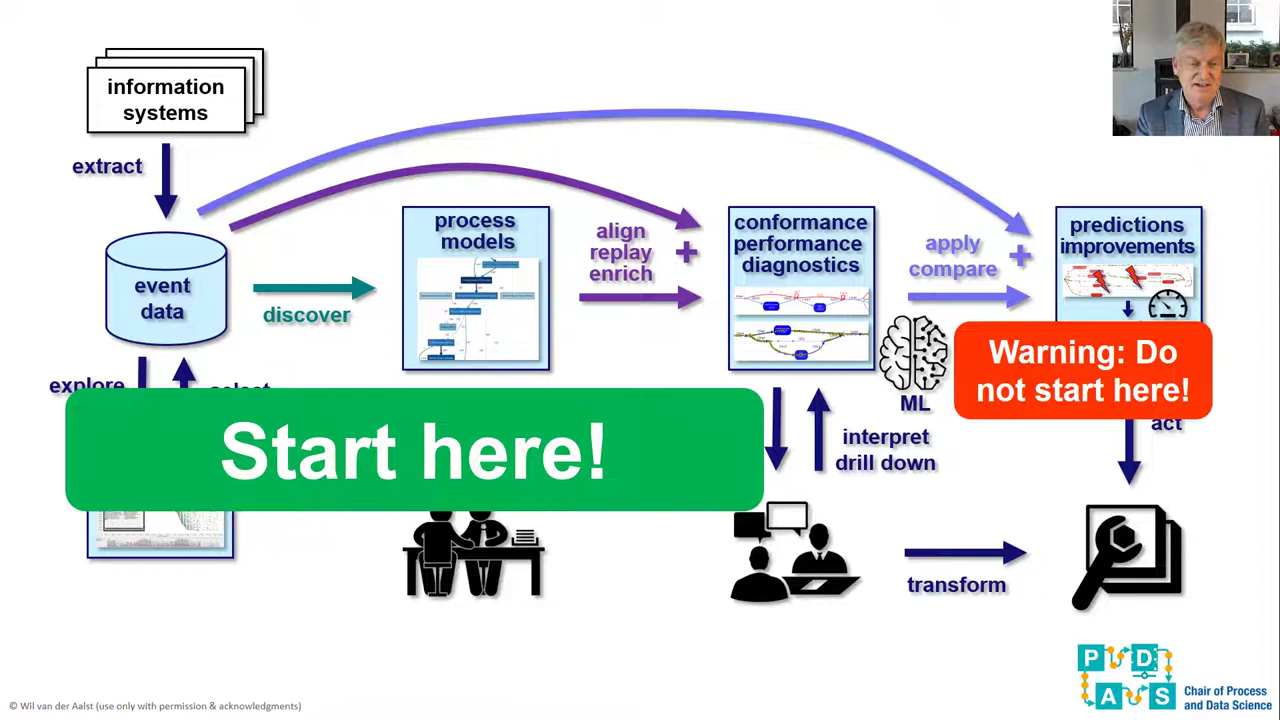 information
systems
extract
event
data
discover
process
models
align
replay
enrich
+
conformance
performance
diagnostics
apply
compare
+
predictions
improvements
Warning: Do
not start here!
ML
explore
select
Start here!
interpret
drill down
act
transform
P D
A S
Chair of Process
and Data Science
© Wil van der Aalst (use only with permission & acknowledgments)